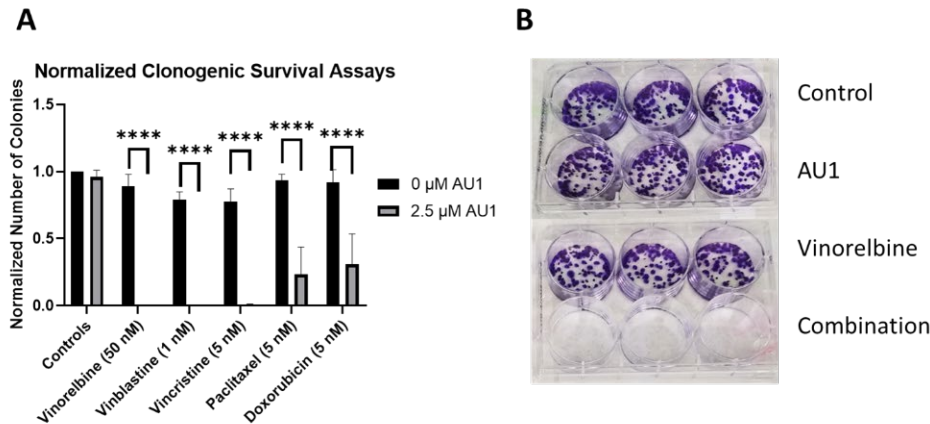 A
Normalized Clonogenic Survival Assays
Normalized Number of Colonies
1.5
1.0
0.5
0.0
****
****
****
****
****
Controls
Vinorelbine (50 nM)
Vinblastine (1 nM)
Vincristine (5 nM)
Paclitaxel (5 nM)
Doxorubicin (5 nM)
0 µM AU1
2.5 µM AU1
B
Control
AU1
Vinorelbine
Combination